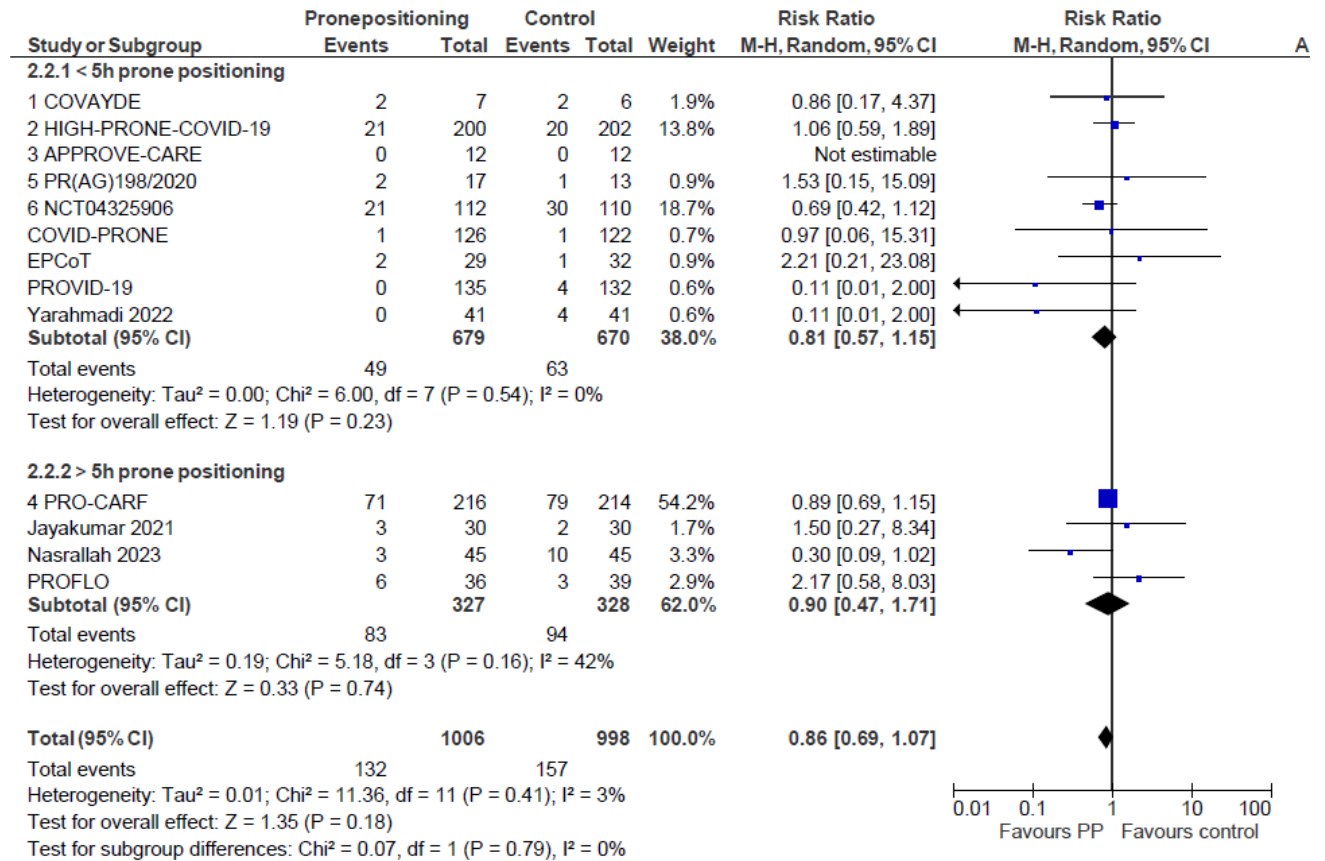 Pronepositioning Control Risk Ratio Risk Ratio
Study or Subgroup Events Total Events Total Weight M-H, Random, 95% CI M-H, Random, 95% CI A
2.2.1 < 5h prone positioning
1 COVAYDE 2 7 2 6 1.9% 0.86 [0.17, 4.37]
2 HIGH-PRONE-COVID-19 21 200 20 202 13.8% 1.06 [0.59, 1.89]
3 APPROVE-CARE 0 12 0 12 Not estimable
5 PR(AG)198/2020 2 17 1 13 0.9% 1.53 [0.15, 15.09]
6 NCT04325906 21 112 30 110 18.7% 0.69 [0.42, 1.12]
COVID-PRONE 1 126 1 122 0.7% 0.97 [0.06, 15.31]
EPCoT 2 29 1 32 0.9% 2.21 [0.21, 23.08]
PROVID-19 0 135 4 132 0.6% 0.11 [0.01, 2.00]
Yarahmadi 2022 0 41 4 41 0.6% 0.11 [0.01, 2.00]
Subtotal (95% CI) 679 670 38.0% 0.81 [0.57, 1.15]
Total events 49 63
Heterogeneity: Tau² = 0.00; Chi² = 6.00, df = 7 (P = 0.54); I² = 0%
Test for overall effect: Z = 1.19 (P = 0.23)
2.2.2 > 5h prone positioning
4 PRO-CARF 71 216 79 214 54.2% 0.89 [0.69, 1.15]
Jayakumar 2021 3 30 2 30 1.7% 1.50 [0.27, 8.34]
Nasrallah 2023 3 45 10 45 3.3% 0.30 [0.09, 1.02]
PROFLO 6 36 3 39 2.9% 2.17 [0.58, 8.03]
Subtotal (95% CI) 327 328 62.0% 0.90 [0.47, 1.71]
Total events 83 94
Heterogeneity: Tau² = 0.19; Chi² = 5.18, df = 3 (P = 0.16); I² = 42%
Test for overall effect: Z = 0.33 (P = 0.74)
Total (95% CI) 1006 998 100.0% 0.86 [0.69, 1.07]
Total events 132 157
Heterogeneity: Tau² = 0.01; Chi² = 11.36, df = 11 (P = 0.41); I² = 3%
Test for overall effect: Z = 1.35 (P = 0.18)
Test for subgroup differences: Chi² = 0.07, df = 1 (P = 0.79), I² = 0%
0.01 0.1 1 10 100
Favours PP Favours control